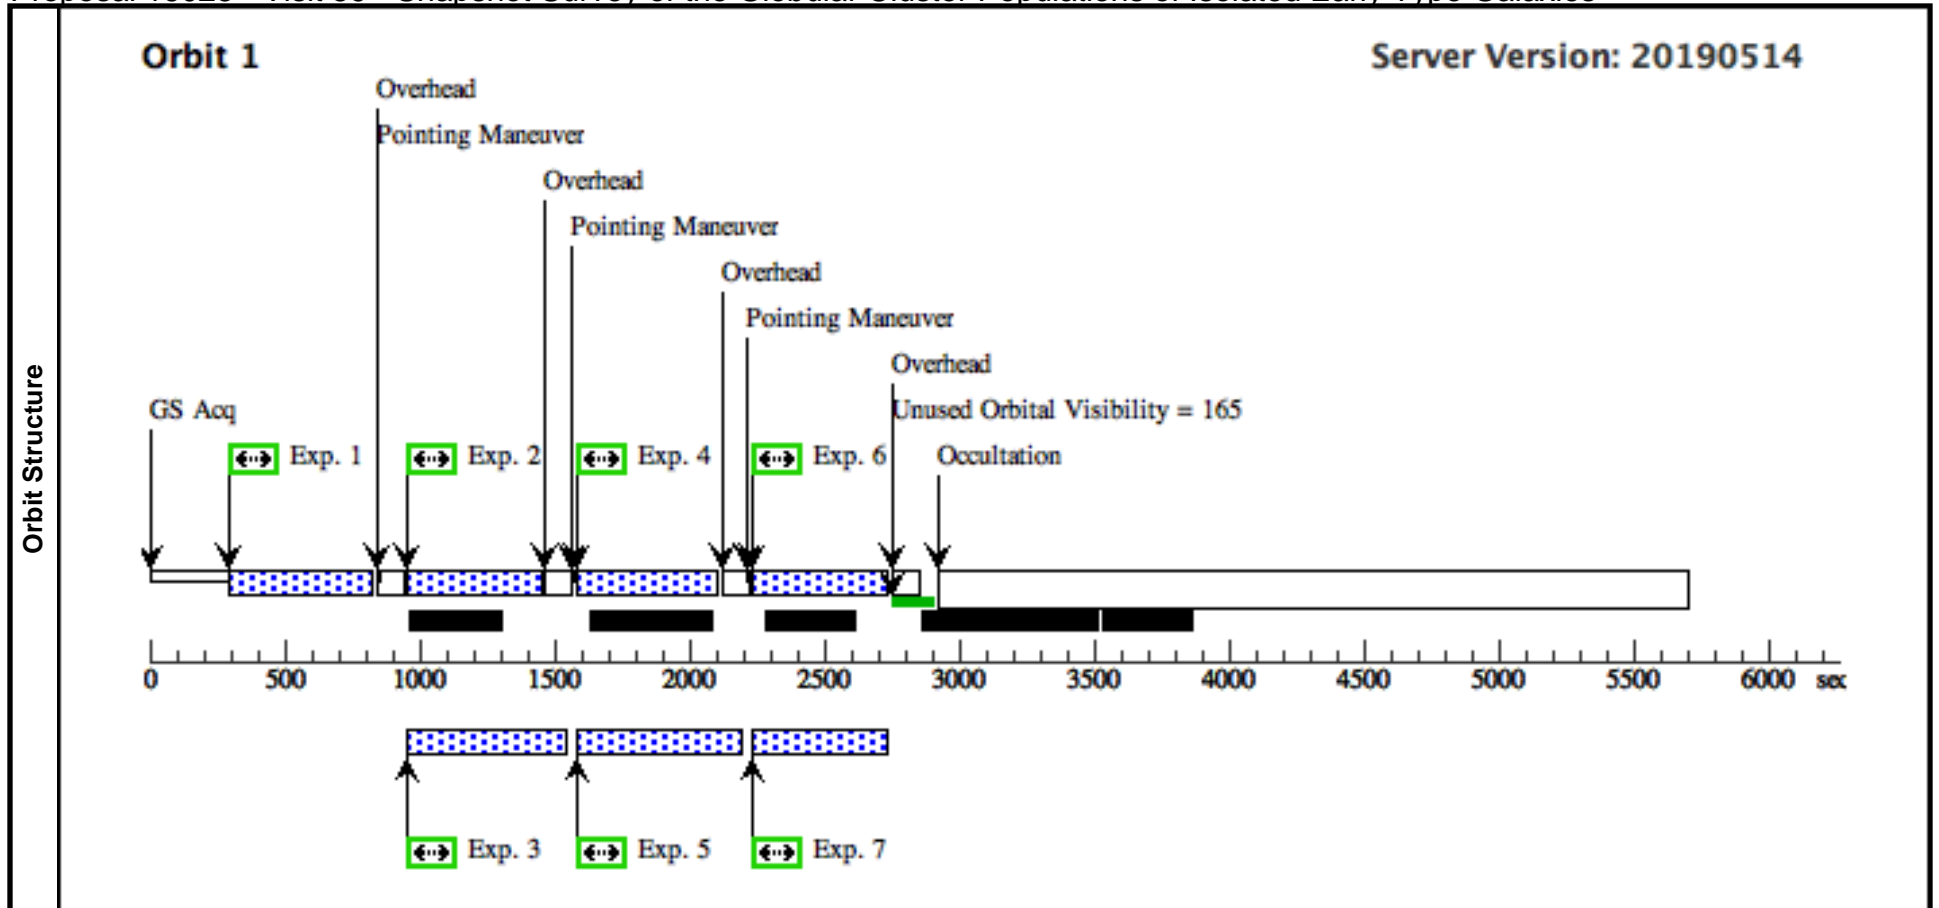 Orbit 1
Server Version: 20190514
Overhead
Pointing Maneuver
Overhead
Pointing Maneuver
Overhead
Pointing Maneuver
Overhead
GS Acq
Unused Orbital Visibility = 165
Exp. 1
Exp. 2
Exp. 4
Exp. 6
Occultation
Orbit Structure
0 500 1000 1500 2000 2500 3000 3500 4000 4500 5000 5500 6000 sec
Exp. 3
Exp. 5
Exp. 7